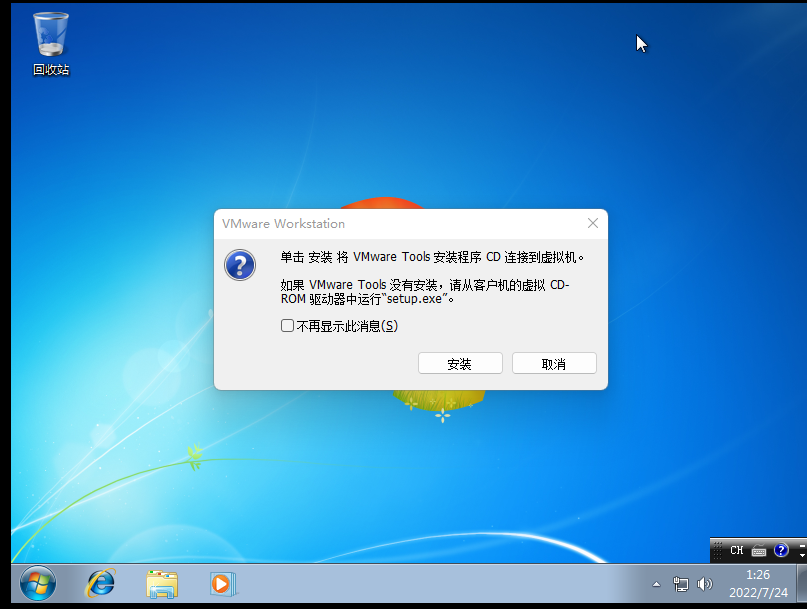 回收站
VMware Workstation
单击 安装 将 VMware Tools 安装程序 CD 连接到虚拟机。
如果 VMware Tools 没有安装，请从客户机的虚拟 CD-
ROM 驱动器中运行“setup.exe”。
不再显示此消息(S)
安装
取消
CH
1:26
2022/7/24